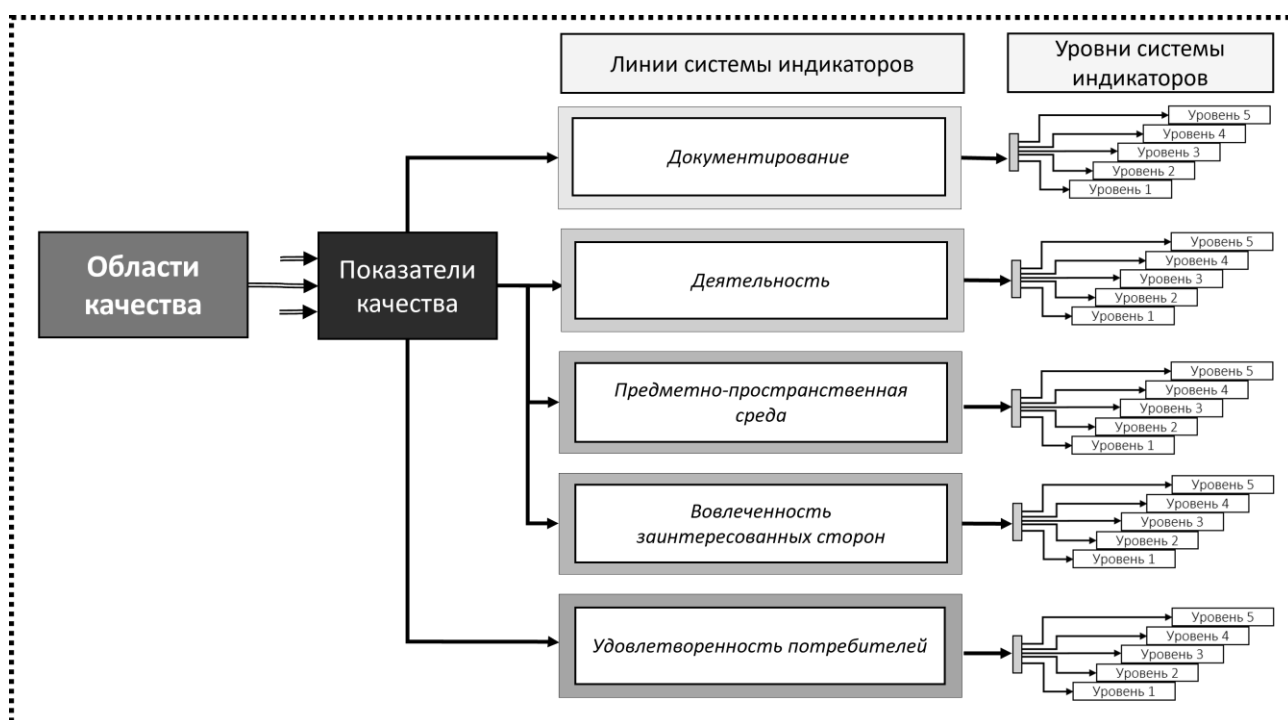 Линии системы индикаторов
Уровни системы
индикаторов
Области
качества
Показатели
качества
Документирование
Уровень 5
Уровень 4
Уровень 3
Уровень 2
Уровень 1
Деятельность
Уровень 5
Уровень 4
Уровень 3
Уровень 2
Уровень 1
Предметно-пространственная
среда
Уровень 5
Уровень 4
Уровень 3
Уровень 2
Уровень 1
Вовлеченность
заинтересованных сторон
Уровень 5
Уровень 4
Уровень 3
Уровень 2
Уровень 1
Удовлетворенность потребителей
Уровень 5
Уровень 4
Уровень 3
Уровень 2
Уровень 1